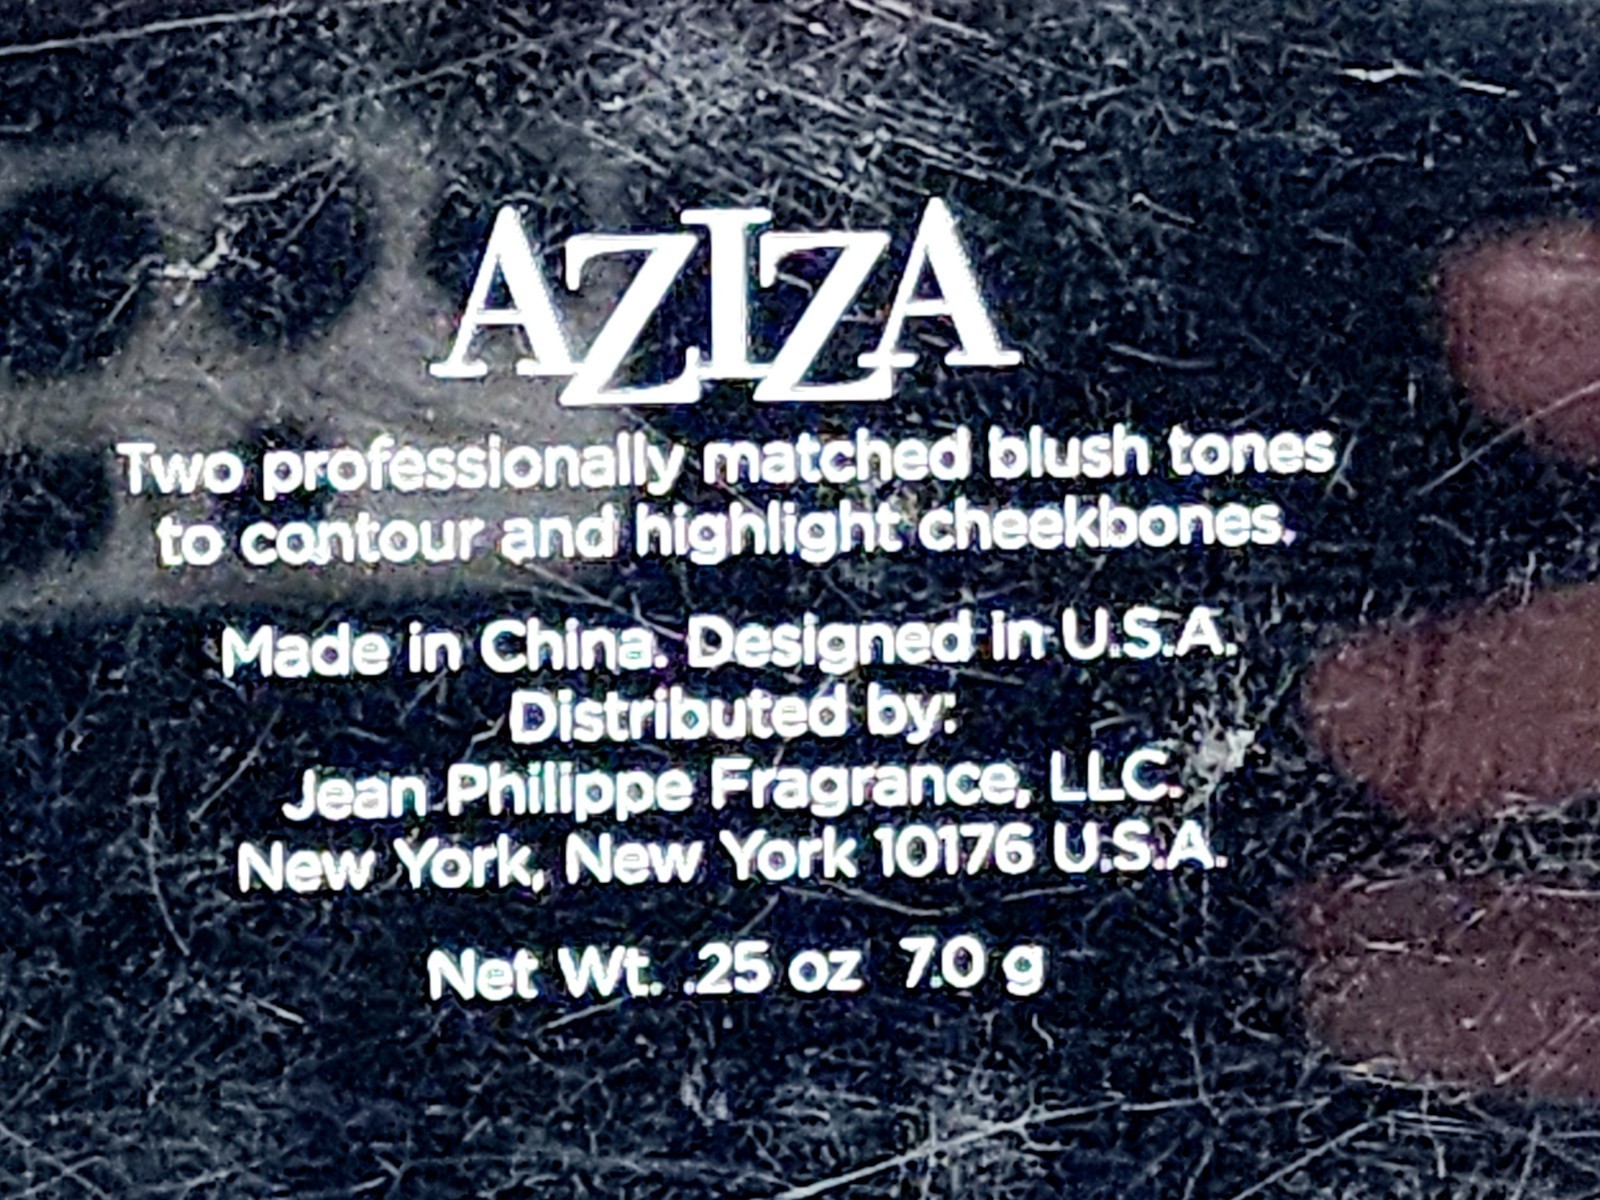 AZIZA
Two professionally matched blush tones
to contour and highlight cheekbones.
Made in China. Designed in U.S.A.
Distributed by:
Jean Philippe Fragrance, LLC.
New York, New York 10176 U.S.A.
Net Wt. .25 oz 7.0 g